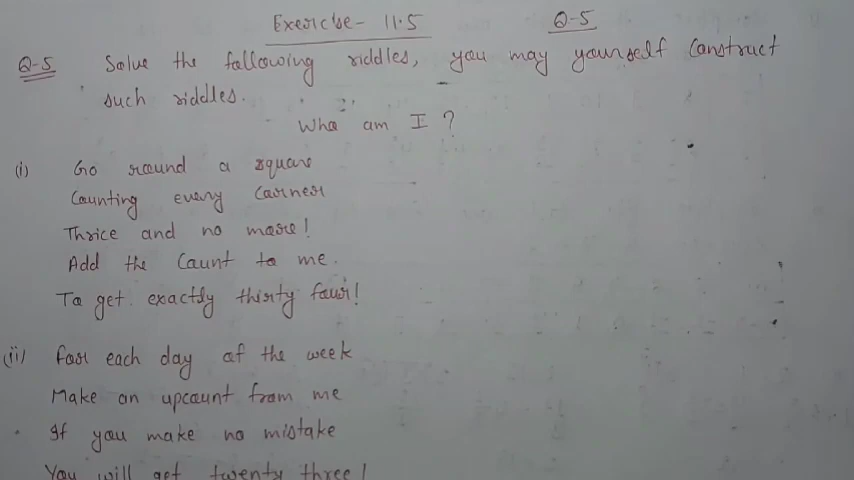 Exercise- 11.5 Q-5
Q-5 Solve the following riddles, you may yourself construct
such riddles.
Who am I ?
(i) Go round a square
Counting every corner
Thrice and no more!
Add the count to me.
To get exactly thirty four!
(ii) For each day of the week
Make an upcount from me
If you make no mistake
You will get twenty three!